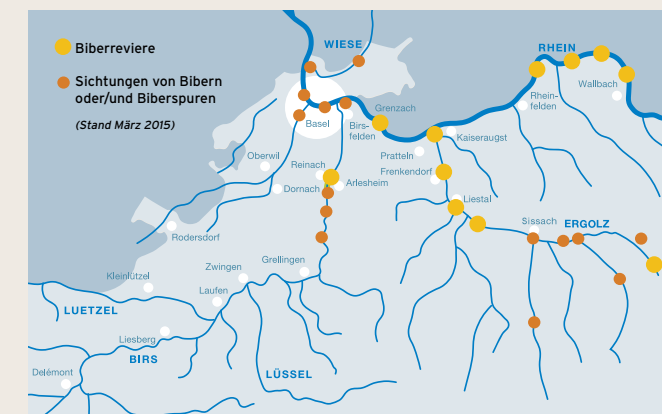 Biberreviere
Sichtungen von Bibern
oder/und Biberspuren
(Stand März 2015)
WIESE
RHEIN
Wallbach
Rhein-
felden
Grenzach
Basel
Birs-
felden
Kaiseraugst
Pratteln
Frenkendorf
Oberwil
Reinach
Arlesheim
Dornach
Liestal
Sissach
ERGOLZ
Rodersdorf
Grellingen
Zwingen
Kleinlützel
Laufen
LUETZEL
Liesberg
BIRS
LÜSSEL
Delémont